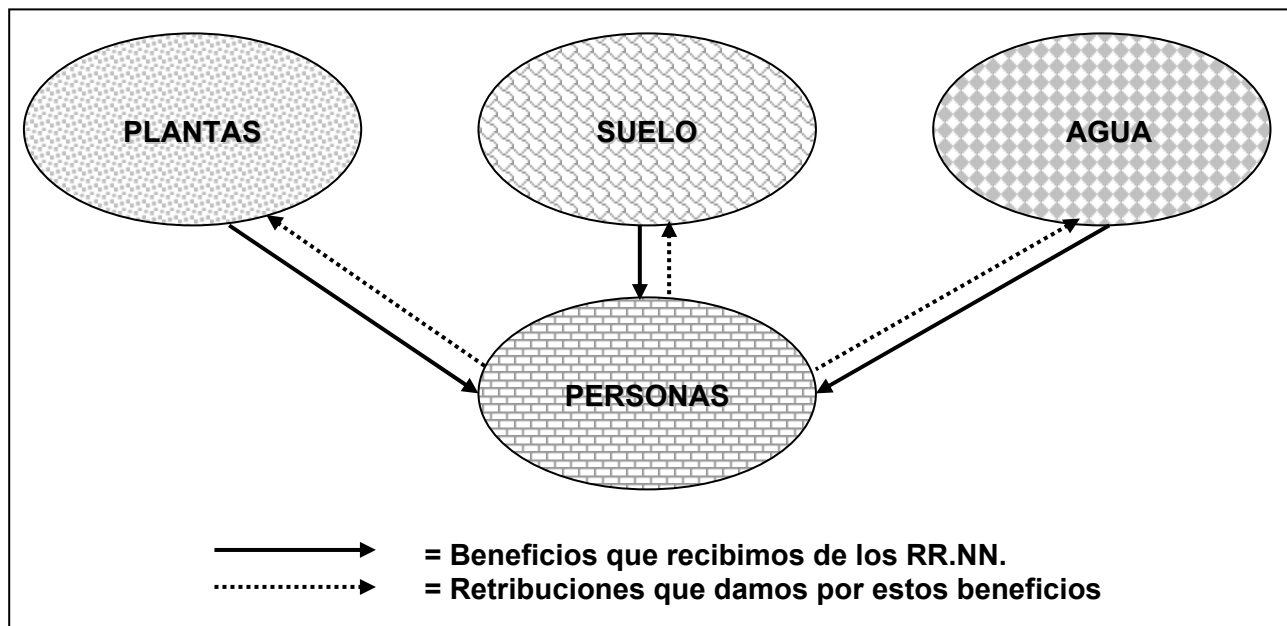 PLANTAS
SUELO
AGUA
PERSONAS
= Beneficios que recibimos de los RR.NN.
= Retribuciones que damos por estos beneficios